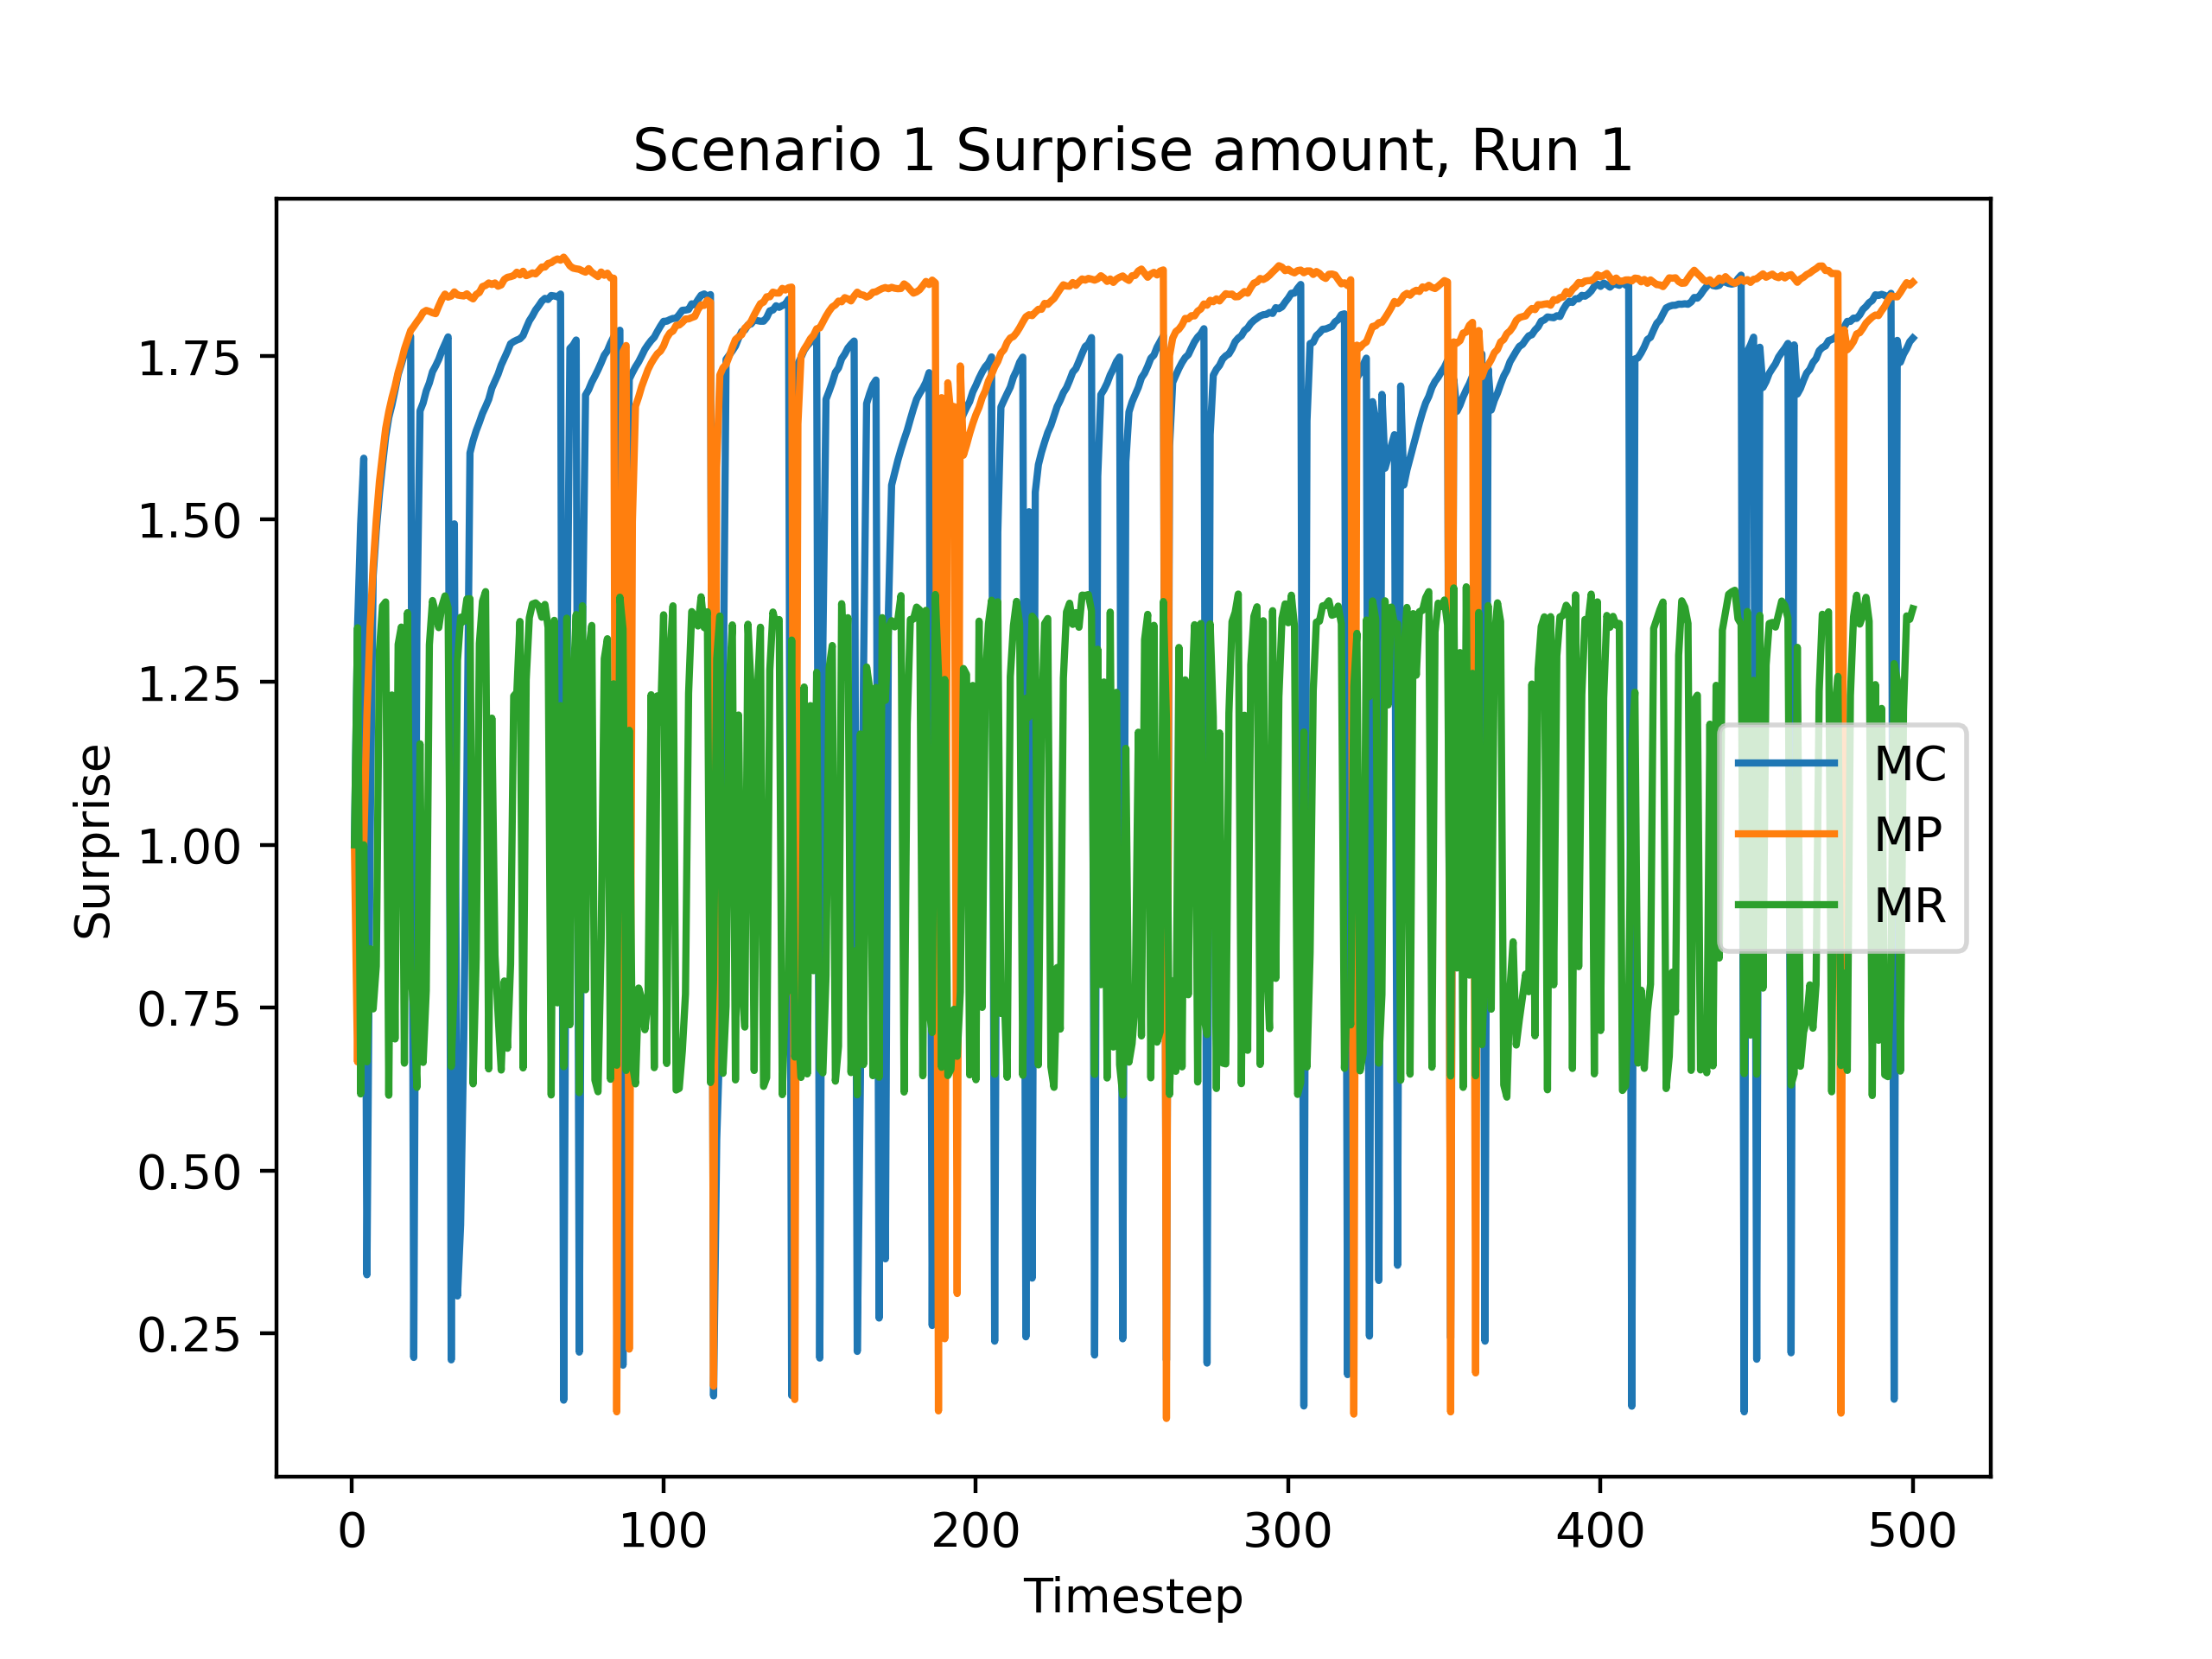 Scenario 1 Surprise amount, Run 1
Surprise
1.75
1.50
1.25
1.00
0.75
0.50
0.25
MC
MP
MR
0 100 200 300 400 500
Timestep